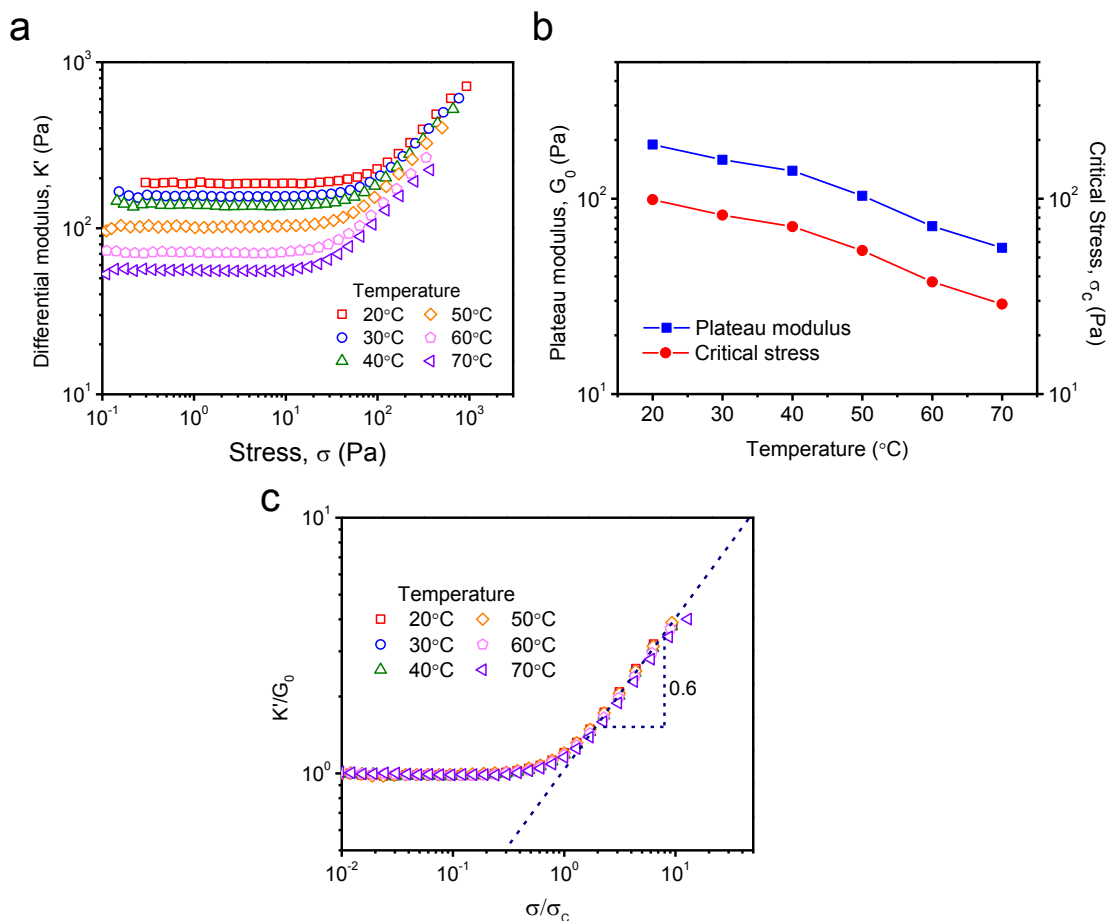 a
10³
10²
10¹
Differential modulus, K' (Pa)
Temperature
20°C 50°C
30°C 60°C
40°C 70°C
10⁻¹ 10⁰ 10¹ 10² 10³
Stress, σ (Pa)
b
10²
10¹
Plateau modulus, G₀ (Pa)
10²
10¹
Critical Stress, σ_C (Pa)
Plateau modulus
Critical stress
20 30 40 50 60 70
Temperature (°C)
c
10¹
10⁰
K'/G₀
Temperature
20°C 50°C
30°C 60°C
40°C 70°C
0.6
10⁻² 10⁻¹ 10⁰ 10¹
σ/σ_C